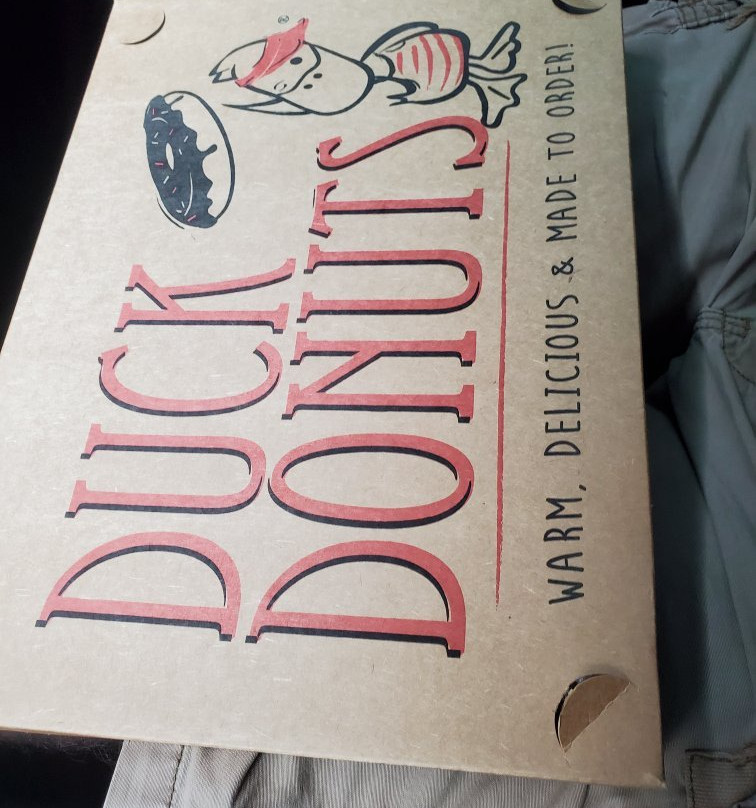 DUCK
DONUTS
WARM, DELICIOUS & MADE TO ORDER!